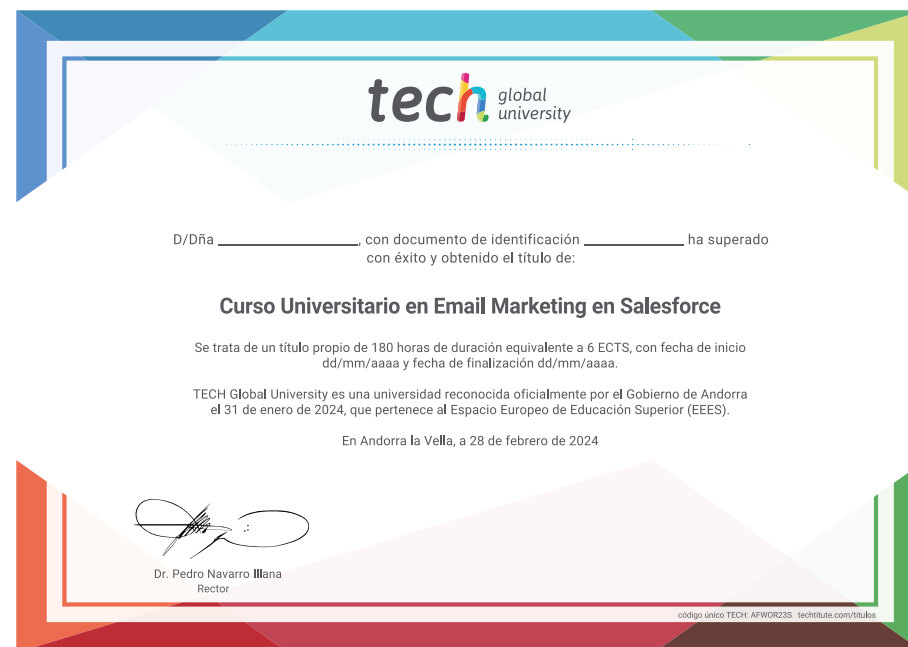 tech global university
D/Dña ____________________, con documento de identificación ______________ ha superado
con éxito y obtenido el título de:
Curso Universitario en Email Marketing en Salesforce
Se trata de un título propio de 180 horas de duración equivalente a 6 ECTS, con fecha de inicio
dd/mm/aaaa y fecha de finalización dd/mm/aaaa.
TECH Global University es una universidad reconocida oficialmente por el Gobierno de Andorra
el 31 de enero de 2024, que pertenece al Espacio Europeo de Educación Superior (EEES).
En Andorra la Vella, a 28 de febrero de 2024
Dr. Pedro Navarro Illana
Rector
código único TECH: AFWOR23S techtitute.com/titulos